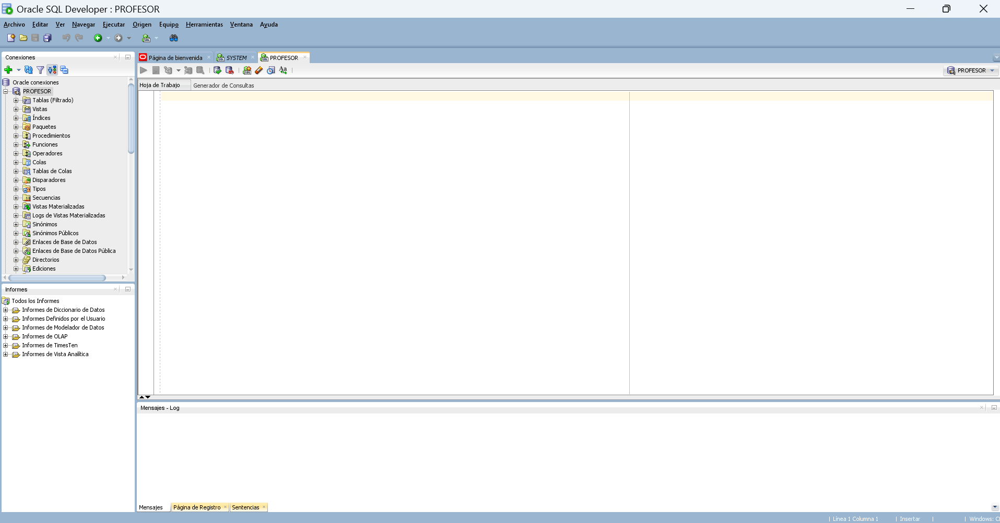 Oracle SQL Developer : PROFESOR
Archivo Editar Ver Navegar Ejecutar Origen Equipo Herramientas Ventana Ayuda
Conexiones
Oracle conexiones
PROFESOR
Tablas (Filtrado)
Vistas
Índices
Paquetes
Procedimientos
Funciones
Operadores
Colas
Tablas de Colas
Disparadores
Tipos
Secuencias
Vistas Materializadas
Logs de Vistas Materializadas
Sinónimos
Sinónimos Públicos
Enlaces de Base de Datos
Enlaces de Base de Datos Pública
Directorios
Ediciones
Informes
Todos los Informes
Informes de Diccionario de Datos
Informes Definidos por el Usuario
Informes de Modelador de Datos
Informes de OLAP
Informes de TimesTen
Informes de Vista Analítica
Página de bienvenida SYSTEM PROFESOR
PROFESOR
Hoja de Trabajo Generador de Consultas
Mensajes - Log
Mensajes Página de Registro Sentencias
Línea 1 Columna 1 | Insertar | | Windows: C